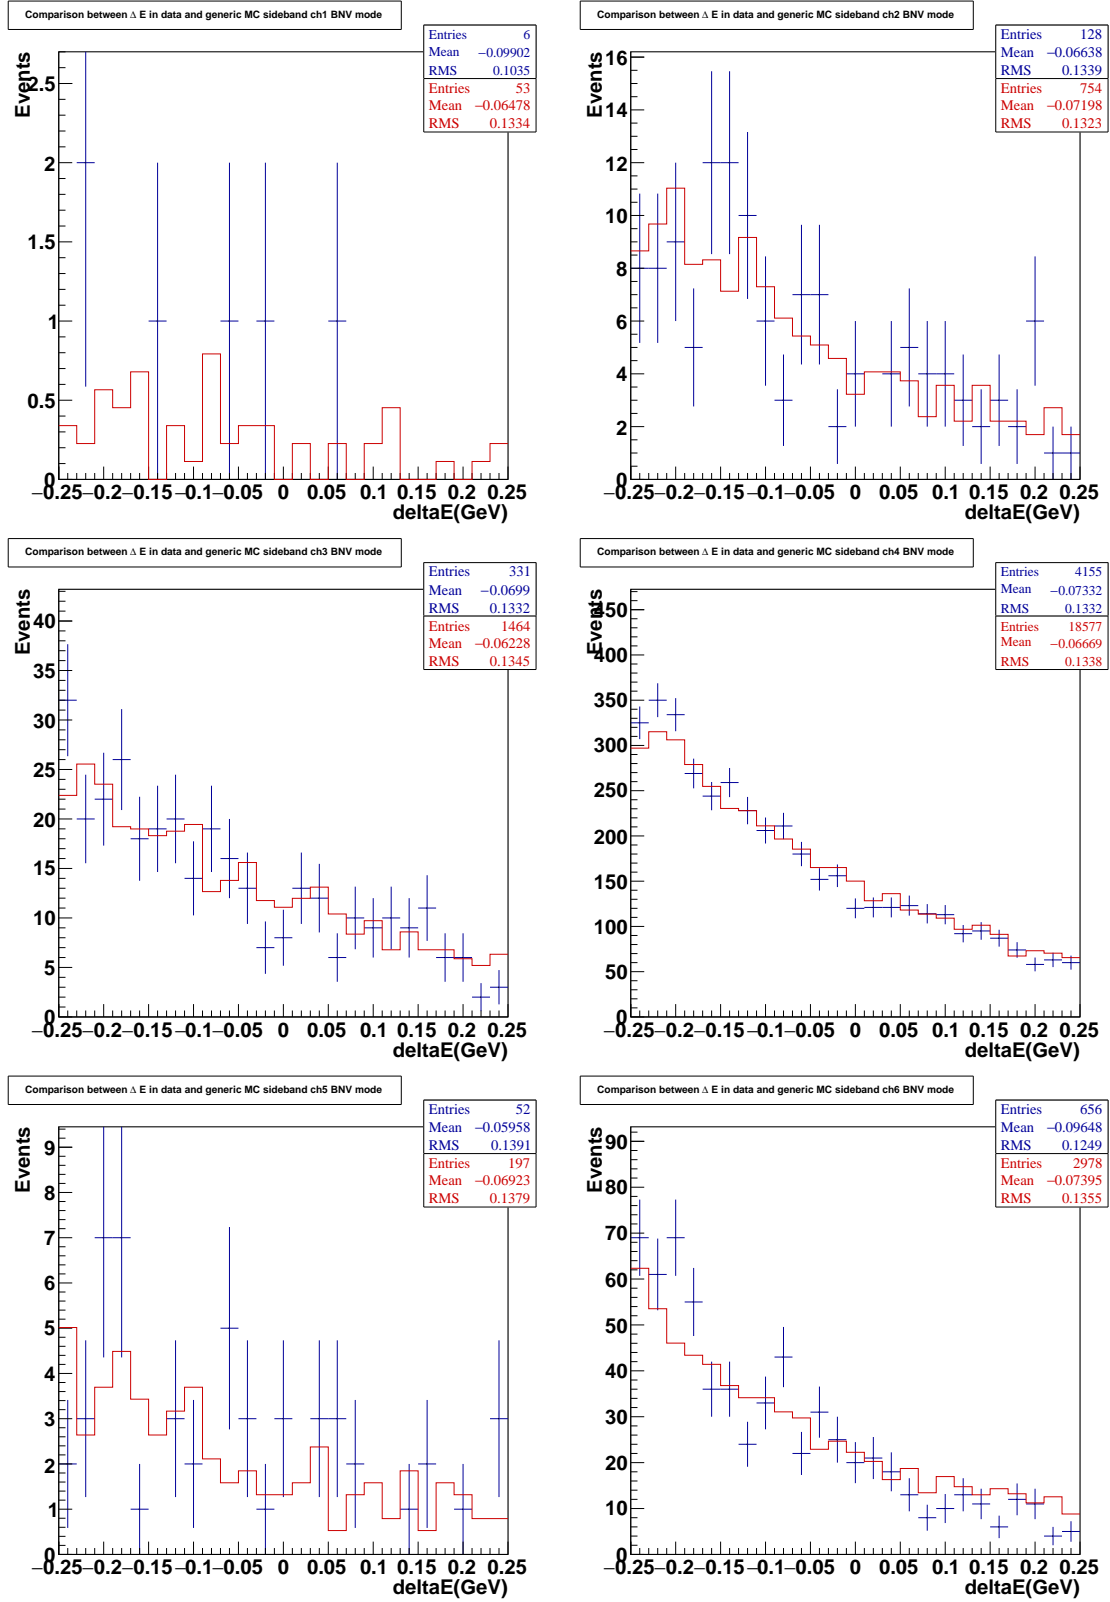 Comparison between Δ E in data and generic MC sideband ch1 BNV mode
Entries 6
Mean −0.09902
RMS 0.1035
Entries 53
Mean −0.06478
RMS 0.1334
Events
2.5
2
1.5
1
0.5
0
−0.25 −0.2 −0.15 −0.1 −0.05 0 0.05 0.1 0.15 0.2 0.25
deltaE(GeV)
Comparison between Δ E in data and generic MC sideband ch2 BNV mode
Entries 128
Mean −0.06638
RMS 0.1339
Entries 754
Mean −0.07198
RMS 0.1323
Events
16
14
12
10
8
6
4
2
0
−0.25 −0.2 −0.15 −0.1 −0.05 0 0.05 0.1 0.15 0.2 0.25
deltaE(GeV)
Comparison between Δ E in data and generic MC sideband ch3 BNV mode
Entries 331
Mean −0.0699
RMS 0.1332
Entries 1464
Mean −0.06228
RMS 0.1345
Events
40
35
30
25
20
15
10
5
0
−0.25 −0.2 −0.15 −0.1 −0.05 0 0.05 0.1 0.15 0.2 0.25
deltaE(GeV)
Comparison between Δ E in data and generic MC sideband ch4 BNV mode
Entries 4155
Mean −0.07332
RMS 0.1332
Entries 18577
Mean −0.06669
RMS 0.1338
Events
450
400
350
300
250
200
150
100
50
0
−0.25 −0.2 −0.15 −0.1 −0.05 0 0.05 0.1 0.15 0.2 0.25
deltaE(GeV)
Comparison between Δ E in data and generic MC sideband ch5 BNV mode
Entries 52
Mean −0.05958
RMS 0.1391
Entries 197
Mean −0.06923
RMS 0.1379
Events
9
8
7
6
5
4
3
2
1
0
−0.25 −0.2 −0.15 −0.1 −0.05 0 0.05 0.1 0.15 0.2 0.25
deltaE(GeV)
Comparison between Δ E in data and generic MC sideband ch6 BNV mode
Entries 656
Mean −0.09648
RMS 0.1249
Entries 2978
Mean −0.07395
RMS 0.1355
Events
90
80
70
60
50
40
30
20
10
0
−0.25 −0.2 −0.15 −0.1 −0.05 0 0.05 0.1 0.15 0.2 0.25
deltaE(GeV)